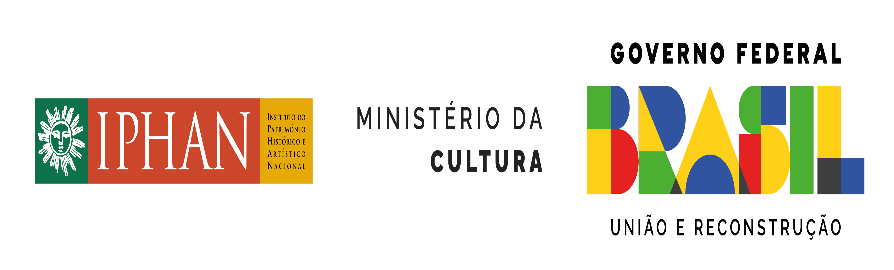 IPHAN
INSTITUTO DO
PATRIMÔNIO
HISTÓRICO E
ARTÍSTICO
NACIONAL
MINISTÉRIO DA
CULTURA
GOVERNO FEDERAL
BRASIL
UNIÃO E RECONSTRUÇÃO